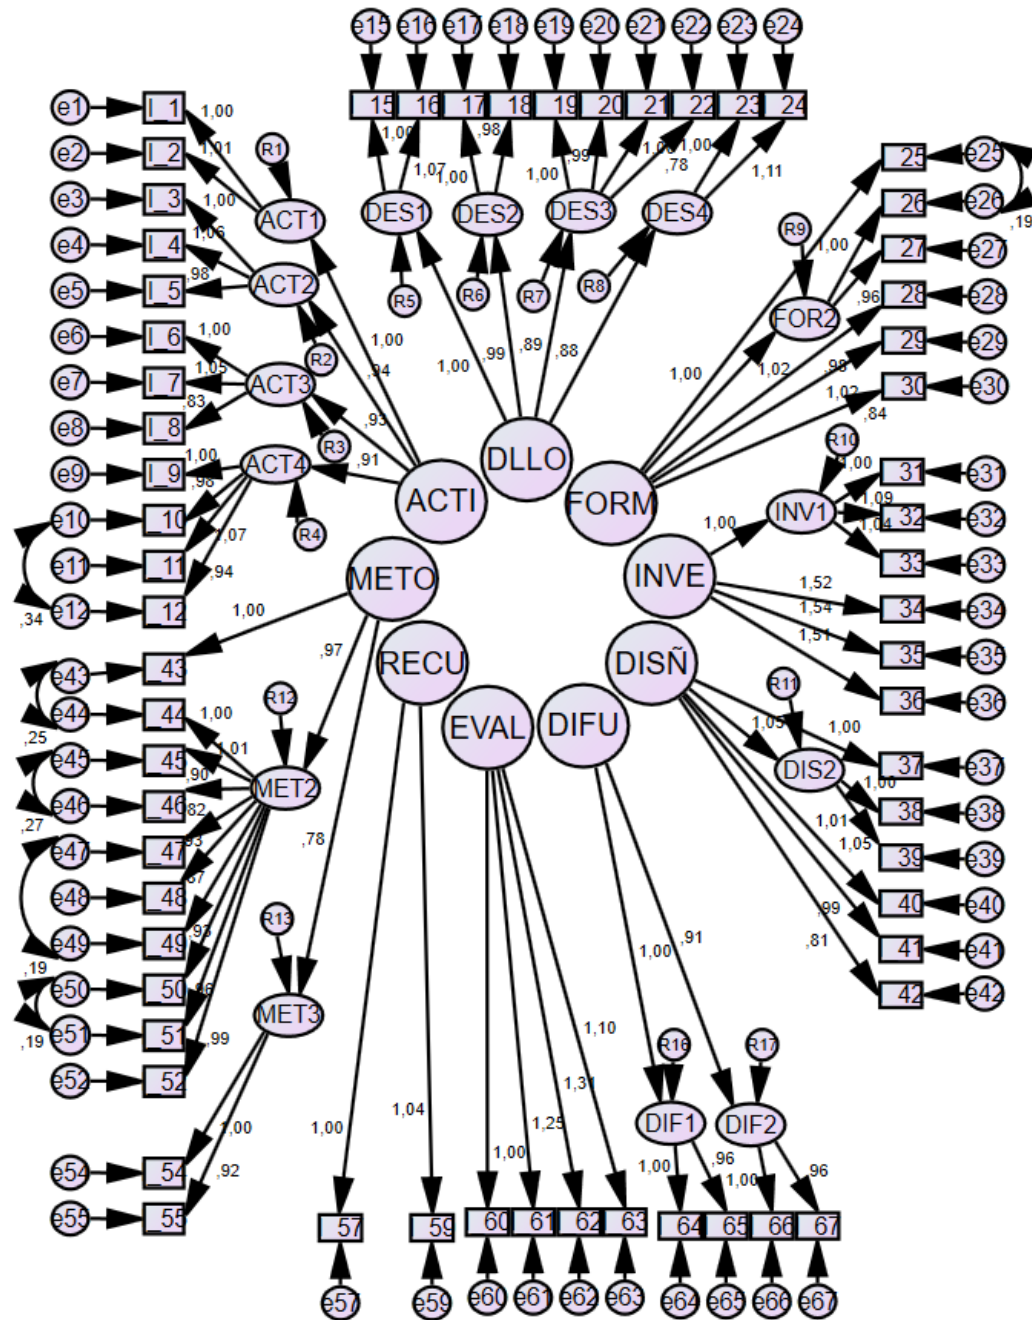 e15 e16 e17 e18 e19 e20 e21 e22 e23 e24
15 16 17 18 19 20 21 22 23 24
1,00 1,07 1,00 ,98 1,00 ,99 1,00 1,00 ,78 1,11
DES1 DES2 DES3 DES4
R5 R6 R7 R8
1,00 ,99 ,89 ,88
DLLO
e1 I_1 1,00
e2 I_2 1,01
e3 I_3 1,00
e4 I_4 1,06
e5 I_5 ,98
e6 I_6 1,00
e7 I_7 1,05
e8 I_8 ,83
e9 I_9 1,00
e10 _10 ,98
e11 _11 1,07
e12 _12 ,94
,34
R1 ACT1
ACT2 R2
ACT3 R3
ACT4 R4
1,00
,94
,93
,91
ACTI
e25 25
e26 26
,19
e27 27
e28 28
e29 29
e30 30
R9
FOR2
1,00
,96
1,00
1,02
,98
1,02
,84
FORM
R10
INV1
1,00
1,00
1,09
1,04
31 e31
32 e32
33 e33
INVE
1,52
1,54
1,51
34 e34
35 e35
36 e36
DISÑ
R11
DIS2
1,05
1,00
1,00
1,01
1,05
,99
,81
37 e37
38 e38
39 e39
40 e40
41 e41
42 e42
METO
1,00
,97
,78
e43 _43
e44 _44
,25
e45 _45
e46 _46
,27
e47 _47
e48 _48
e49 _49
,19
e50 _50
e51 _51
,19
e52 _52
R12
MET2
1,00
1,01
,90
,82
,93
,87
,93
,96
,99
R13
MET3
1,00
,92
e54 _54
e55 _55
RECU
1,00 1,04
57 59
e57 e59
EVAL
1,00 1,25 1,31 1,10
60 61 62 63
e60 e61 e62 e63
DIFU
1,00 ,91
R16 R17
DIF1 DIF2
1,00 ,96 1,00 ,96
64 65 66 67
e64 e65 e66 e67